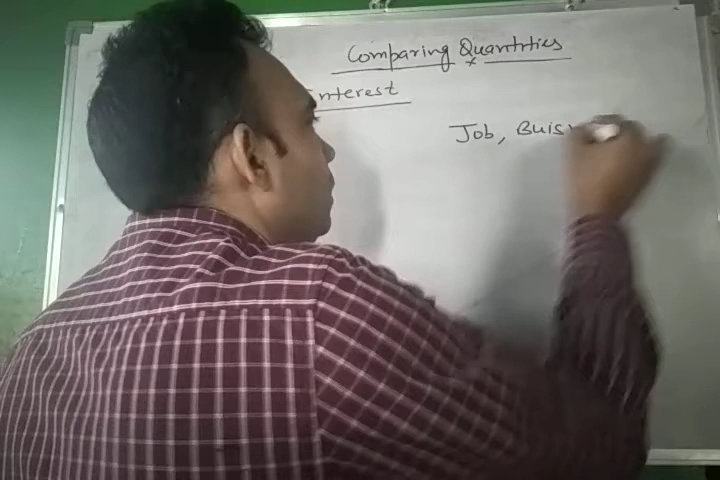 Comparing Quantities
interest
Job, Buis